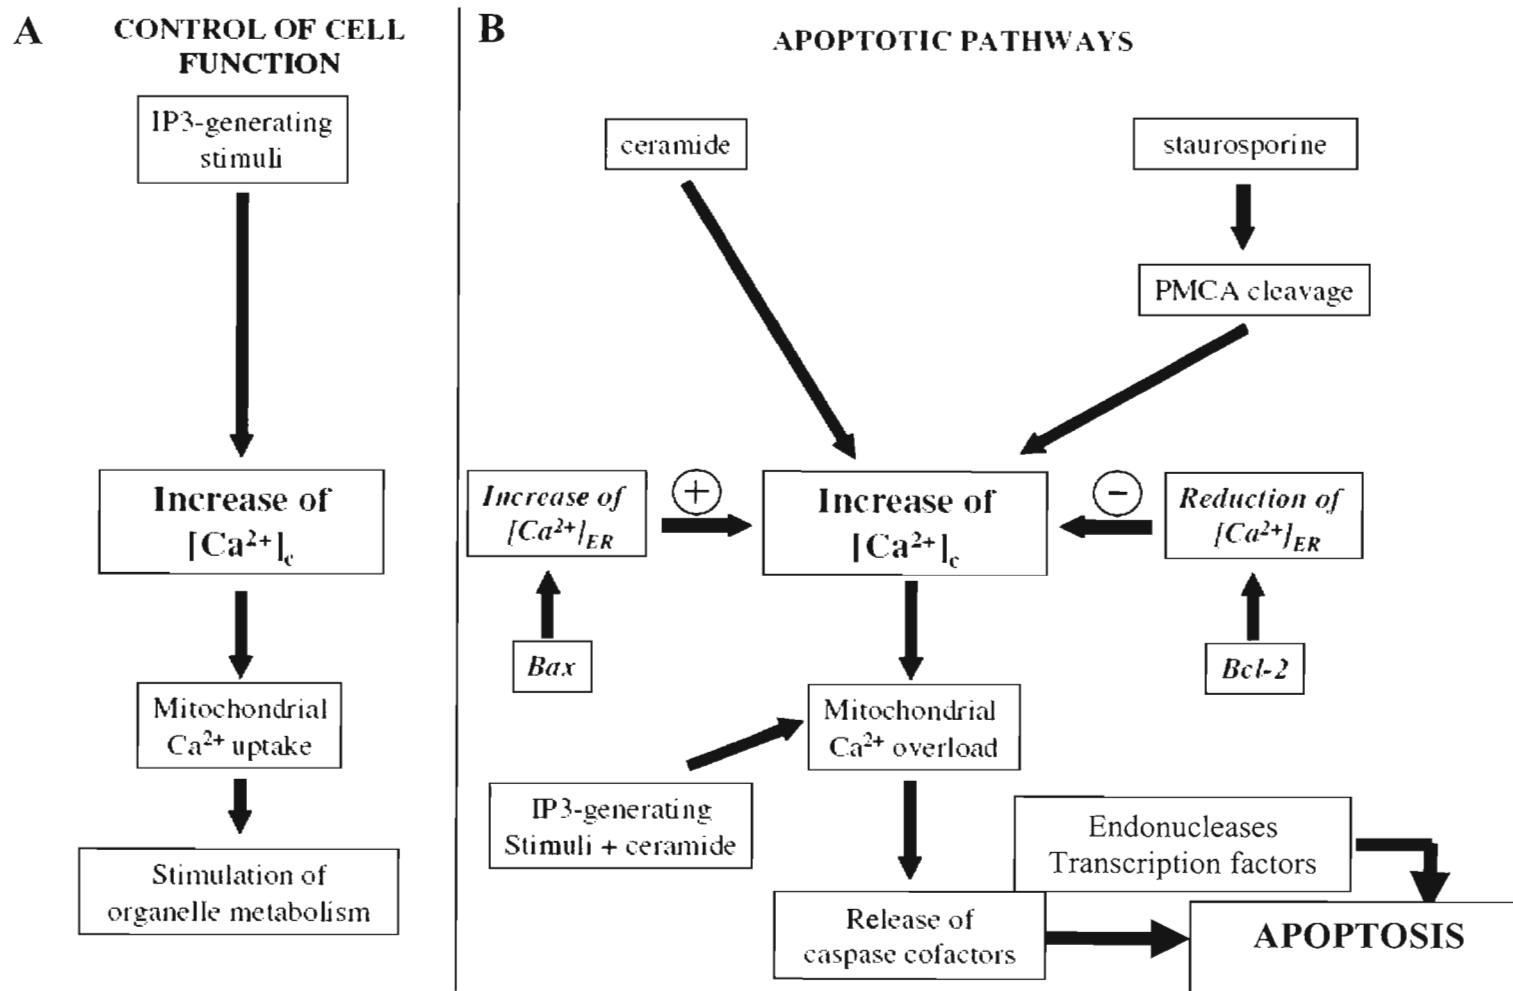 A
CONTROL OF CELL
FUNCTION
IP3-generating
stimuli
Increase of
[Ca²⁺]c
Mitochondrial
Ca²⁺ uptake
Stimulation of
organelle metabolism
B
APOPTOTIC PATHWAYS
ceramide
staurosporine
PMCA cleavage
Increase of
[Ca²⁺]ER
+
Increase of
[Ca²⁺]c
−
Reduction of
[Ca²⁺]ER
Bax
Bcl-2
Mitochondrial
Ca²⁺ overload
IP3-generating
Stimuli + ceramide
Endonucleases
Transcription factors
Release of
caspase cofactors
APOPTOSIS